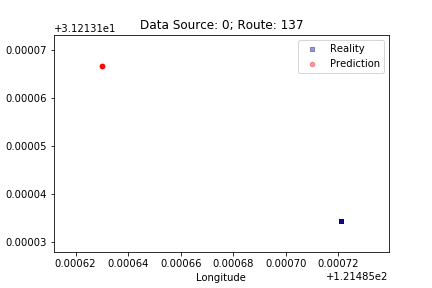 Data Source: 0; Route: 137
+3.12131e1
Reality
Prediction
0.00007
0.00006
0.00005
0.00004
0.00003
0.00062 0.00064 0.00066 0.00068 0.00070 0.00072
Longitude
+1.21485e2